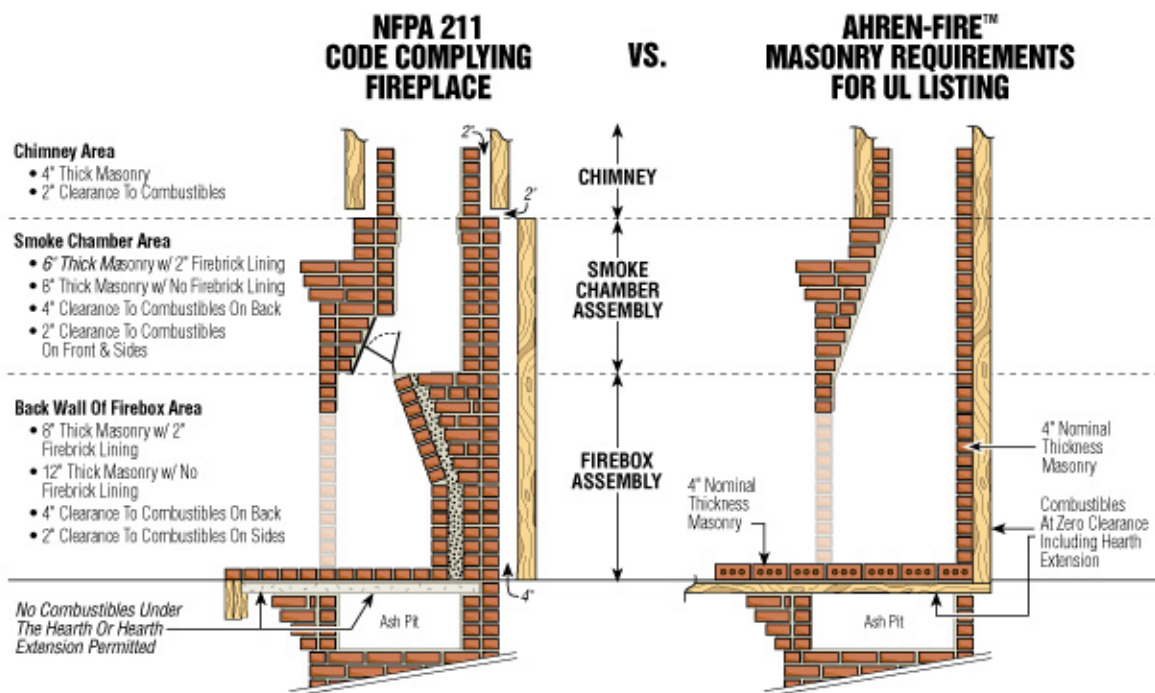 NFPA 211
CODE COMPLYING
FIREPLACE
VS.
AHREN-FIRE™
MASONRY REQUIREMENTS
FOR UL LISTING
Chimney Area
• 4" Thick Masonry
• 2" Clearance To Combustibles
Smoke Chamber Area
• 6" Thick Masonry w/ 2" Firebrick Lining
• 8" Thick Masonry w/ No Firebrick Lining
• 4" Clearance To Combustibles On Back
• 2" Clearance To Combustibles
On Front & Sides
Back Wall Of Firebox Area
• 8" Thick Masonry w/ 2"
Firebrick Lining
• 12" Thick Masonry w/ No
Firebrick Lining
• 4" Clearance To Combustibles On Back
• 2" Clearance To Combustibles On Sides
No Combustibles Under
The Hearth Or Hearth
Extension Permitted
2"
2"
4"
Ash Pit
CHIMNEY
SMOKE
CHAMBER
ASSEMBLY
FIREBOX
ASSEMBLY
4" Nominal
Thickness
Masonry
4" Nominal
Thickness
Masonry
Combustibles
At Zero Clearance
Including Hearth
Extension
Ash Pit